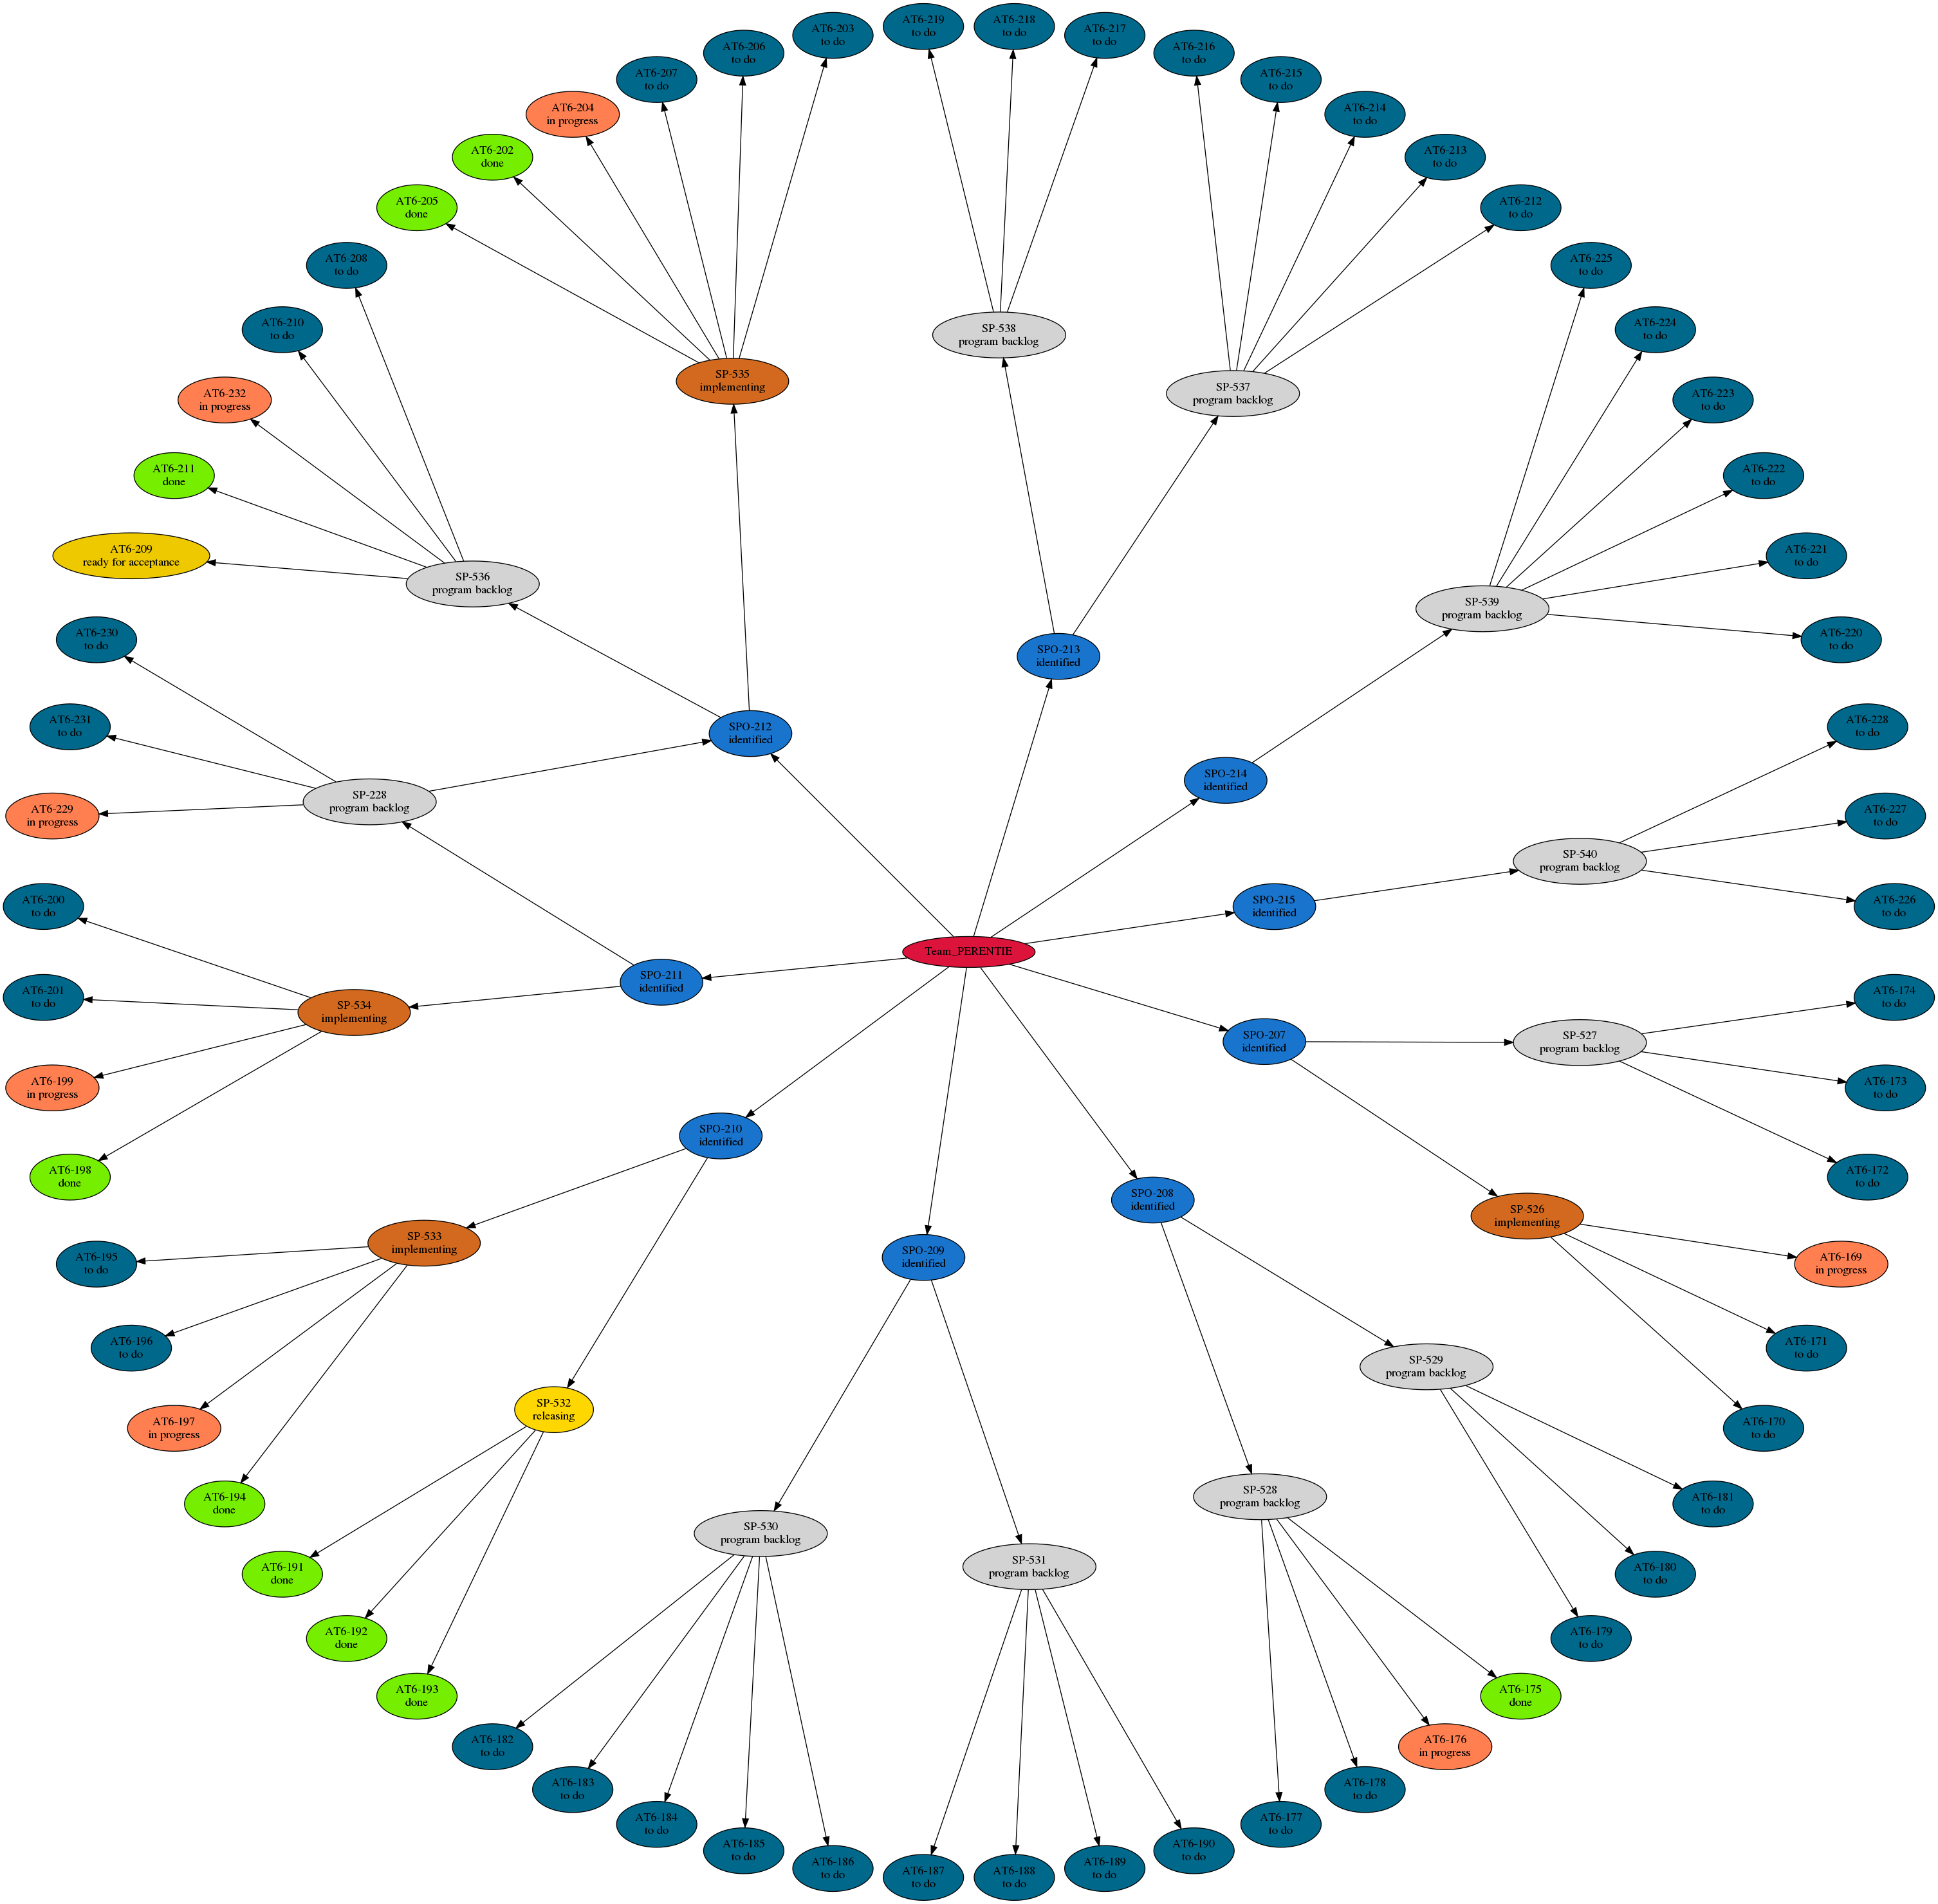 AT6-219
to do
AT6-218
to do
AT6-217
to do
AT6-203
to do
AT6-206
to do
AT6-216
to do
AT6-207
to do
AT6-215
to do
AT6-204
in progress
AT6-214
to do
AT6-202
done
AT6-213
to do
AT6-205
done
AT6-212
to do
AT6-208
to do
AT6-225
to do
AT6-210
to do
SP-538
program backlog
AT6-224
to do
SP-535
implementing
SP-537
program backlog
AT6-232
in progress
AT6-223
to do
AT6-211
done
AT6-222
to do
AT6-209
ready for acceptance
AT6-221
to do
SP-536
program backlog
SP-539
program backlog
AT6-230
to do
AT6-220
to do
SPO-213
identified
AT6-231
to do
SPO-212
identified
AT6-228
to do
SPO-214
identified
SP-228
program backlog
AT6-229
in progress
AT6-227
to do
SP-540
program backlog
AT6-200
to do
SPO-215
identified
AT6-226
to do
Team_PERENTIE
SPO-211
identified
AT6-201
to do
AT6-174
to do
SP-534
implementing
SPO-207
identified
SP-527
program backlog
AT6-199
in progress
AT6-173
to do
SPO-210
identified
AT6-198
done
AT6-172
to do
SPO-208
identified
SP-526
implementing
SP-533
implementing
SPO-209
identified
AT6-195
to do
AT6-169
in progress
AT6-196
to do
AT6-171
to do
SP-529
program backlog
SP-532
releasing
AT6-197
in progress
AT6-170
to do
SP-528
program backlog
AT6-194
done
AT6-181
to do
SP-530
program backlog
SP-531
program backlog
AT6-191
done
AT6-180
to do
AT6-192
done
AT6-179
to do
AT6-193
done
AT6-175
done
AT6-182
to do
AT6-176
in progress
AT6-183
to do
AT6-178
to do
AT6-184
to do
AT6-177
to do
AT6-185
to do
AT6-190
to do
AT6-186
to do
AT6-189
to do
AT6-187
to do
AT6-188
to do